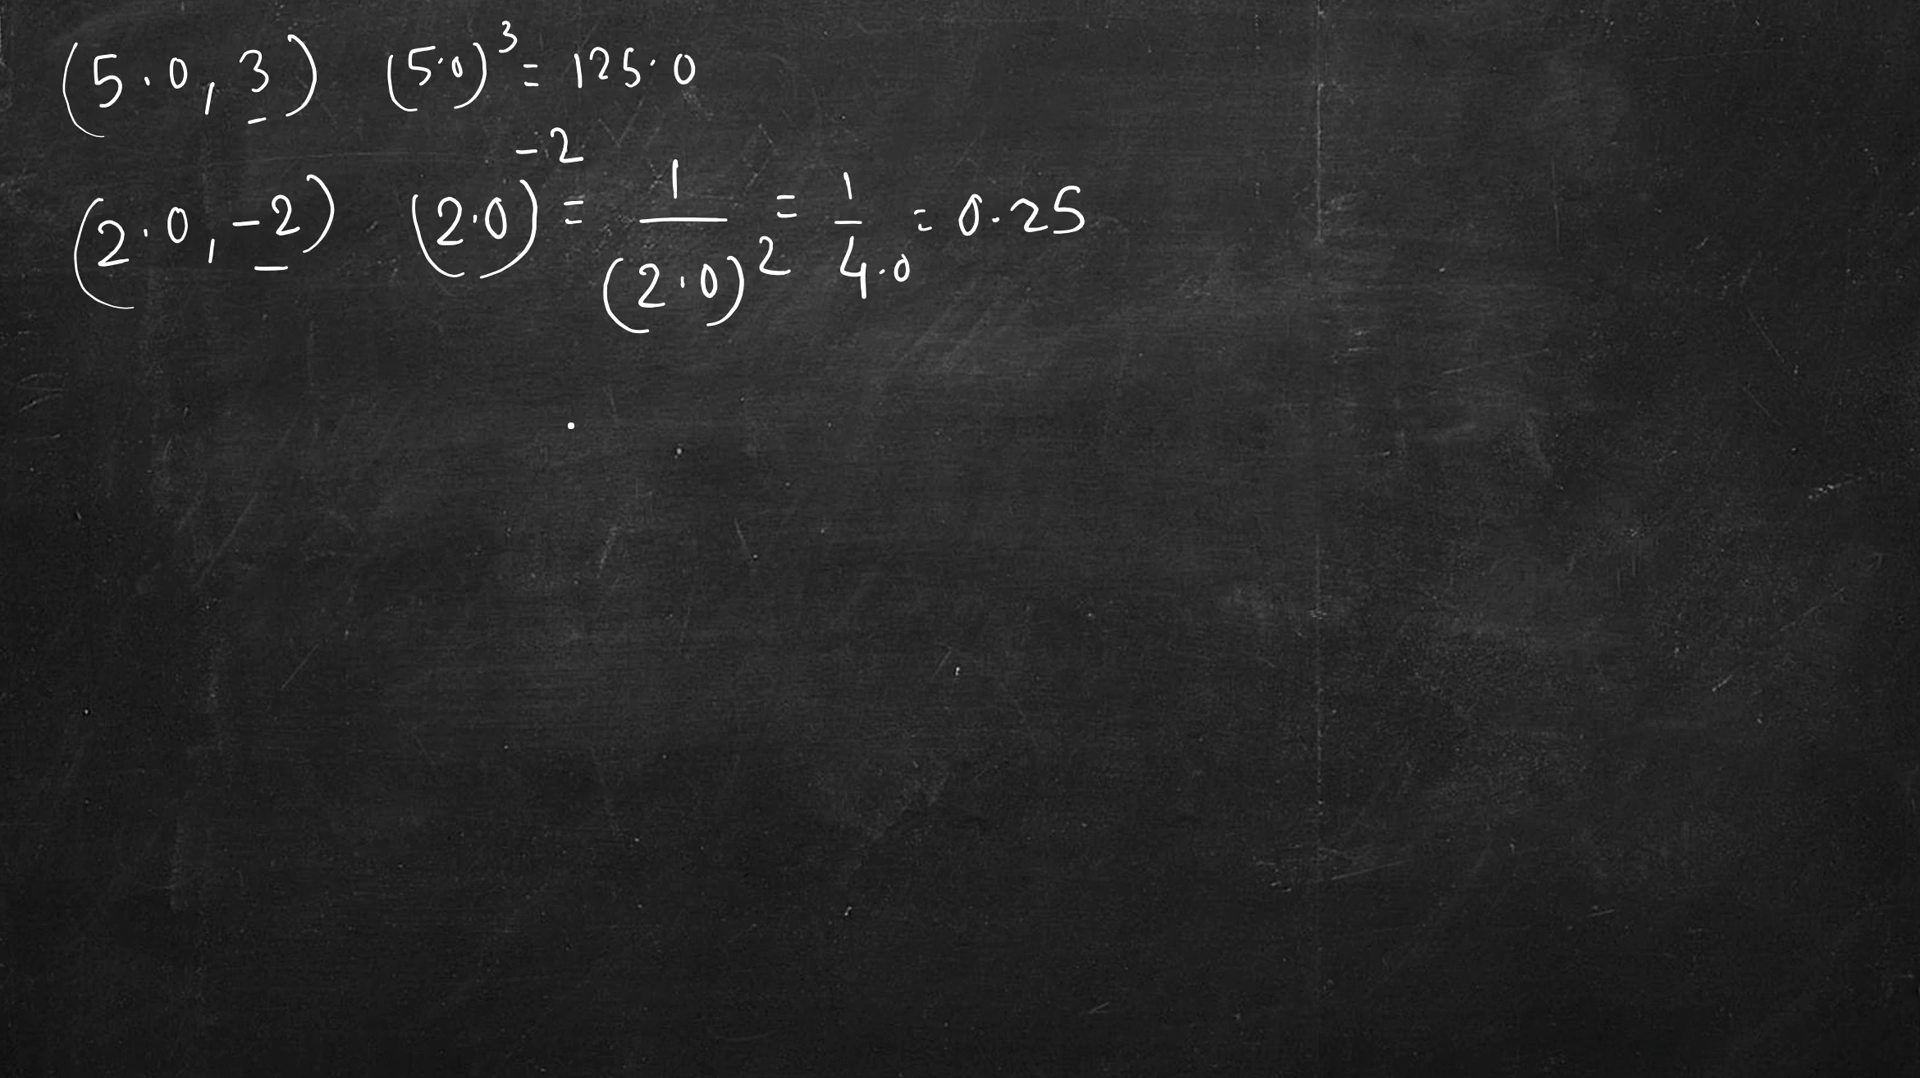 (5.0, 3) (5.0)³ = 125.0
(2.0, -2) (2.0)⁻² = 1/(2.0)² = 1/4.0 = 0.25